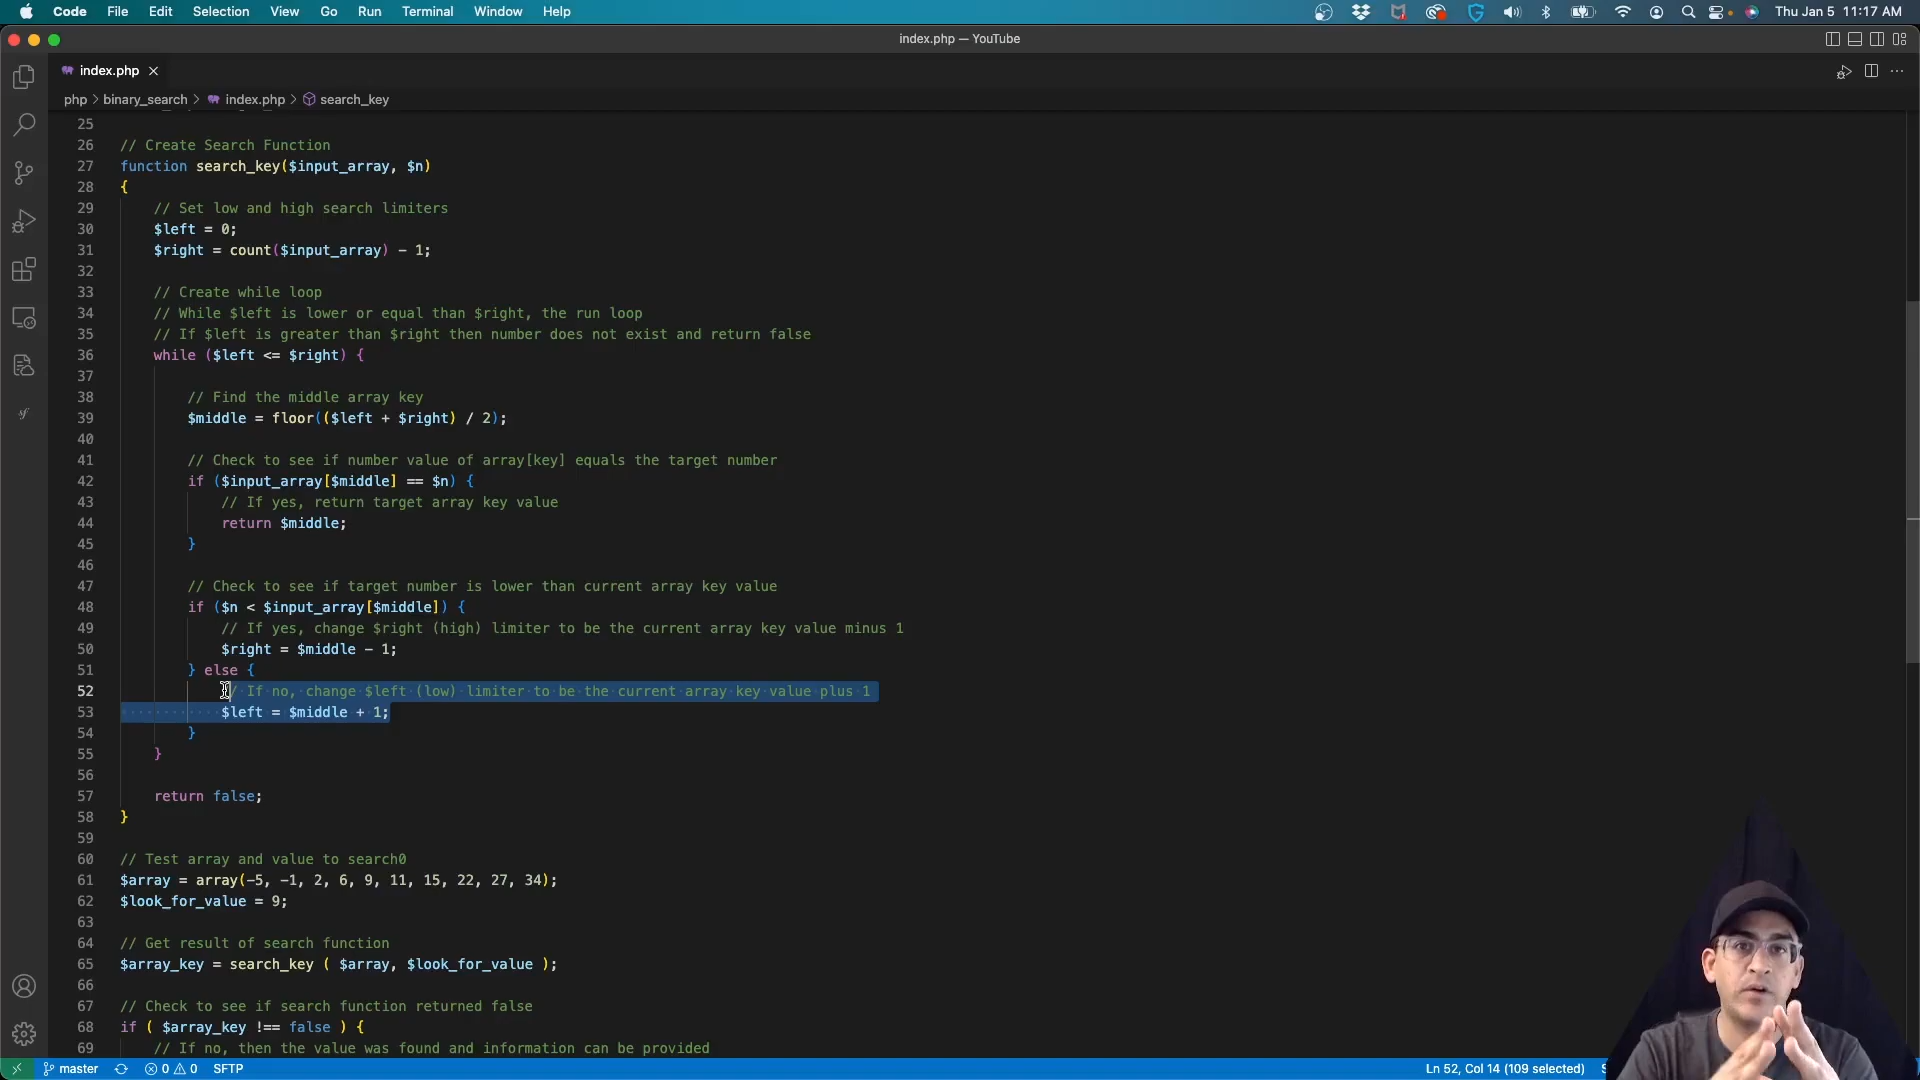 Code File Edit Selection View Go Run Terminal Window Help Thu Jan 5 11:17 AM
index.php — YouTube
index.php
php > binary_search > index.php > search_key
25
26 // Create Search Function
27 function search_key($input_array, $n)
28 {
29 // Set low and high search limiters
30 $left = 0;
31 $right = count($input_array) - 1;
32
33 // Create while loop
34 // While $left is lower or equal than $right, the run loop
35 // If $left is greater than $right then number does not exist and return false
36 while ($left <= $right) {
37
38 // Find the middle array key
39 $middle = floor(($left + $right) / 2);
40
41 // Check to see if number value of array[key] equals the target number
42 if ($input_array[$middle] == $n) {
43 // If yes, return target array key value
44 return $middle;
45 }
46
47 // Check to see if target number is lower than current array key value
48 if ($n < $input_array[$middle]) {
49 // If yes, change $right (high) limiter to be the current array key value minus 1
50 $right = $middle - 1;
51 } else {
52 // If no, change $left (low) limiter to be the current array key value plus 1
53 $left = $middle + 1;
54 }
55 }
56
57 return false;
58 }
59
60 // Test array and value to search0
61 $array = array(-5, -1, 2, 6, 9, 11, 15, 22, 27, 34);
62 $look_for_value = 9;
63
64 // Get result of search function
65 $array_key = search_key ( $array, $look_for_value );
66
67 // Check to see if search function returned false
68 if ( $array_key !== false ) {
69 // If no, then the value was found and information can be provided
master 0 0 SFTP Ln 52, Col 14 (109 selected)